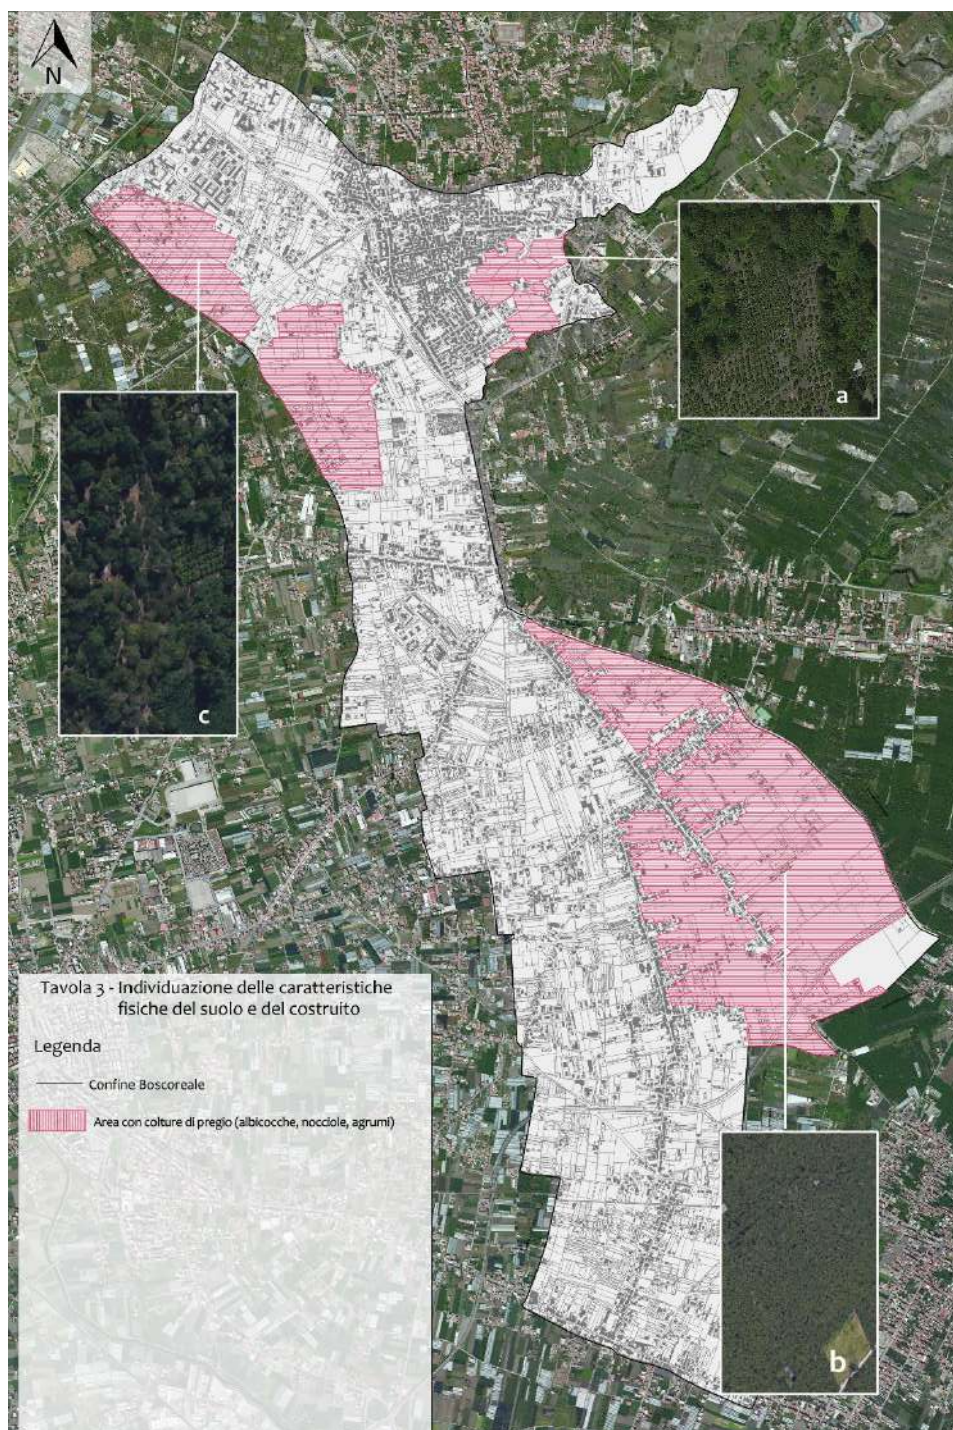 N
a
c
Tavola 3 - Individuazione delle caratteristiche
fisiche del suolo e del costruito
Legenda
Confine Boscoreale
Area con colture di pregio (albicocche, nocciole, agrumi)
b